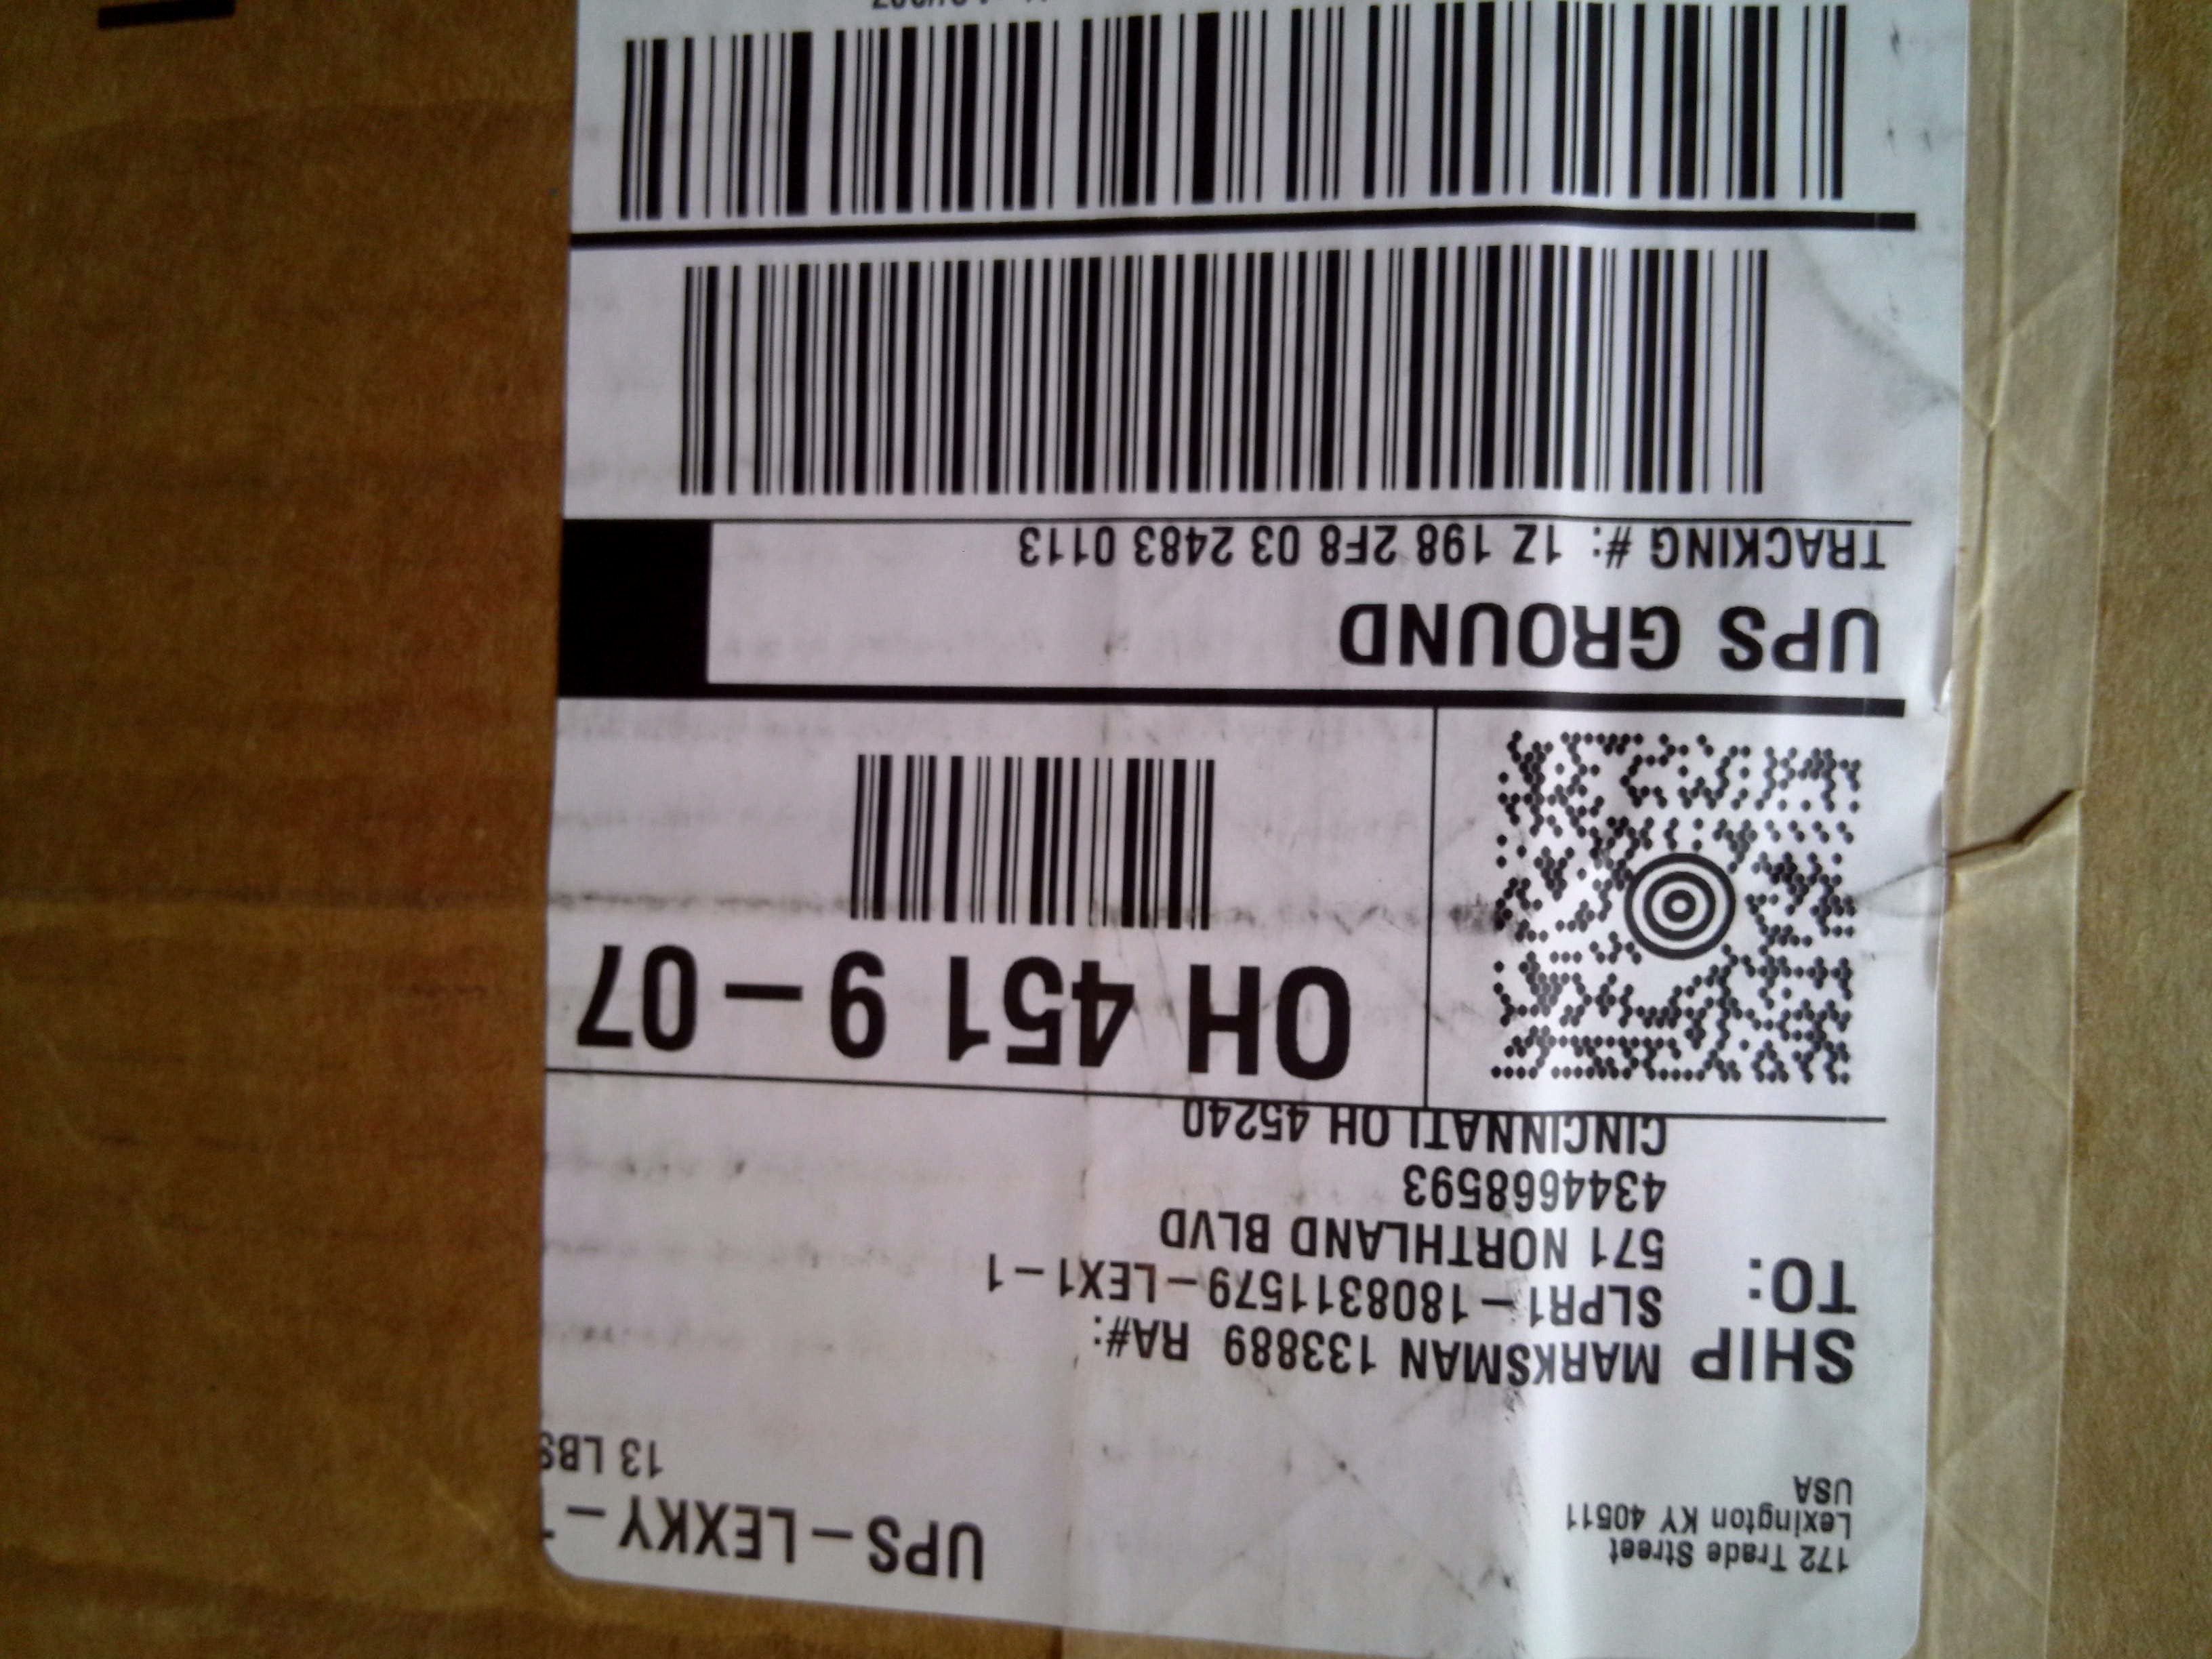 172 Trade Street
Lexington KY 40511
USA
UPS-LEXKY-
13 LBS
SHIP
TO:
MARKSMAN 133889 RA#:
SLPR1-1808311579-LEX1-1
571 NORTHLAND BLVD
4344668593
CINCINNATI OH 45240
OH 451 9-07
UPS GROUND
TRACKING #: 1Z 198 2F8 03 2483 0113